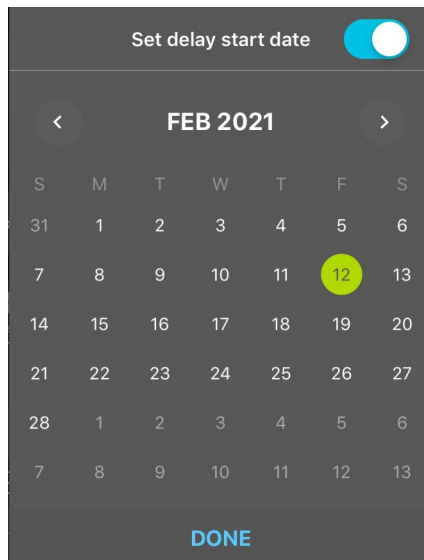 Set delay start date
< FEB 2021 >
S M T W T F S
31 1 2 3 4 5 6
7 8 9 10 11 12 13
14 15 16 17 18 19 20
21 22 23 24 25 26 27
28 1 2 3 4 5 6
7 8 9 10 11 12 13
DONE